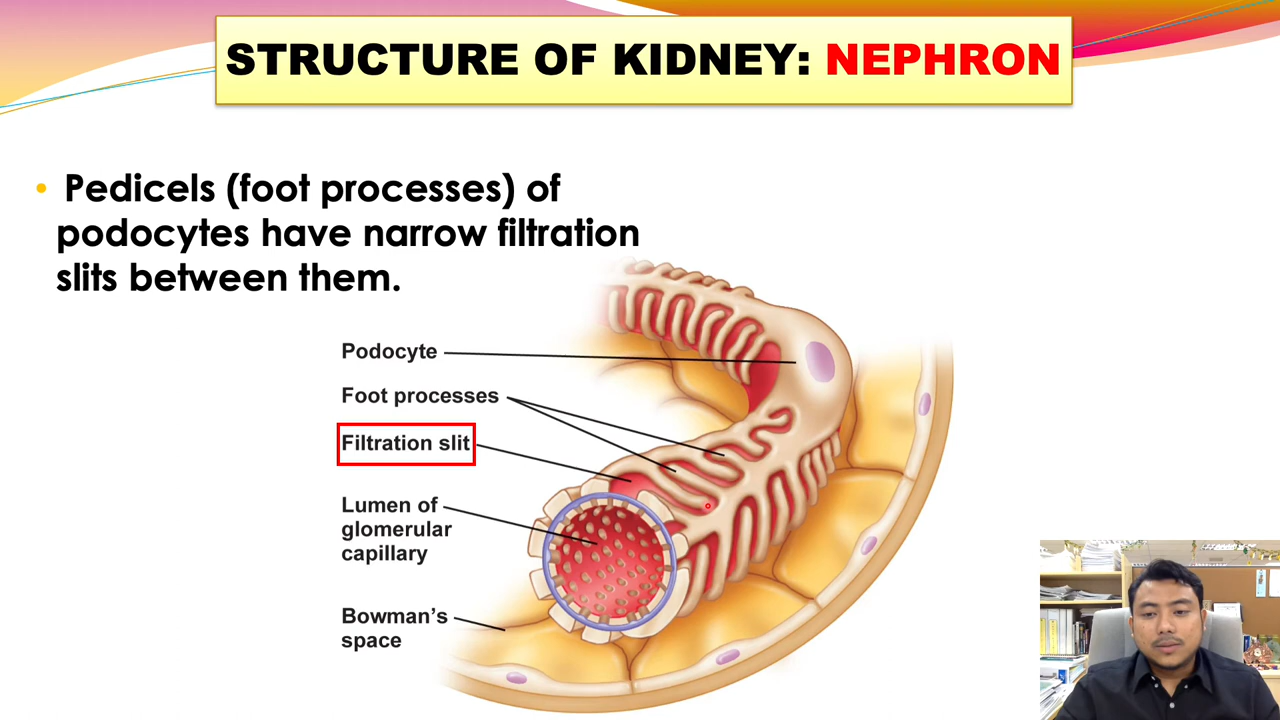 STRUCTURE OF KIDNEY: NEPHRON
• Pedicels (foot processes) of
podocytes have narrow filtration
slits between them.
Podocyte
Foot processes
Filtration slit
Lumen of
glomerular
capillary
Bowman’s
space